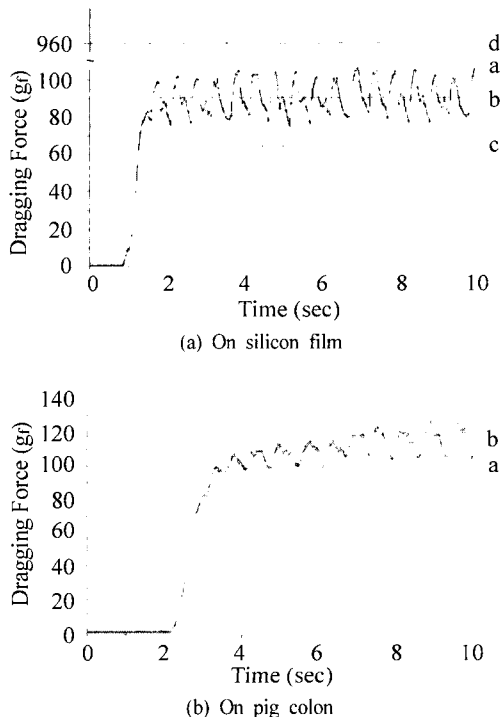 960
d
100
a
80
b
60
c
40
20
0
Dragging Force (gf)
0 2 4 6 8 10
Time (sec)
(a) On silicon film
140
120
b
100
a
80
60
40
20
0
Dragging Force (gf)
0 2 4 6 8 10
Time (sec)
(b) On pig colon